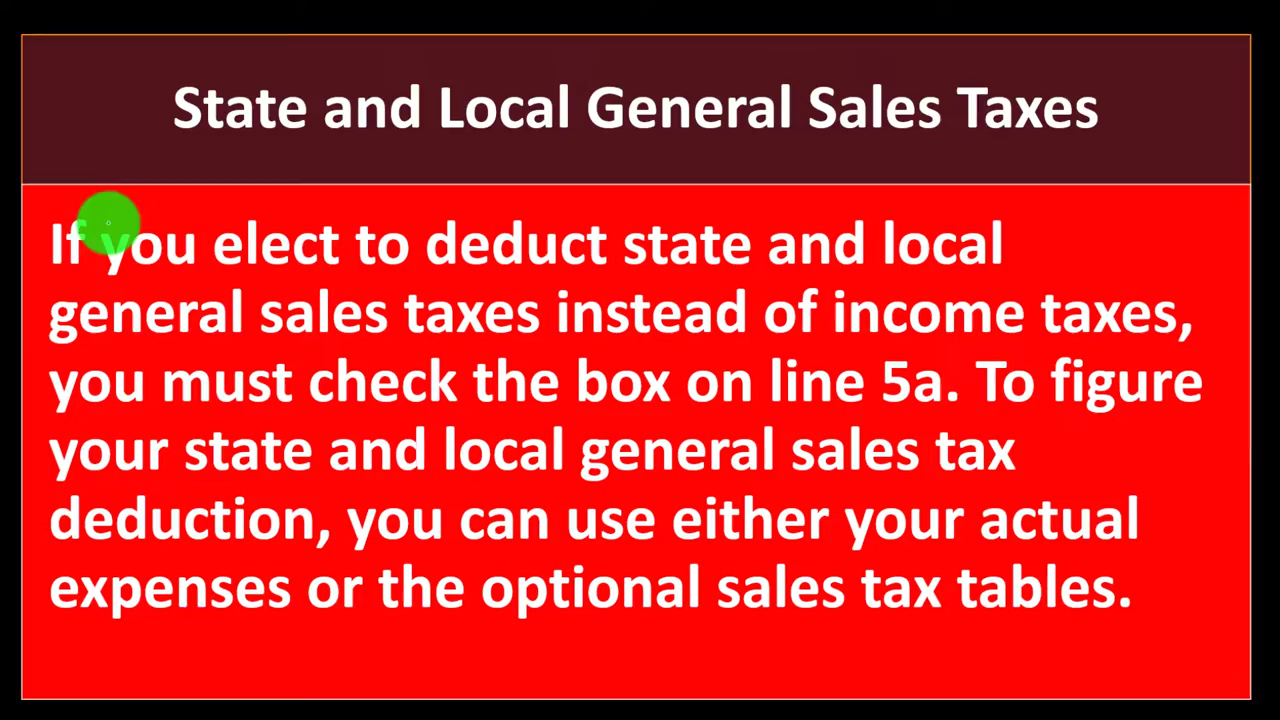 State and Local General Sales Taxes
If you elect to deduct state and local
general sales taxes instead of income taxes,
you must check the box on line 5a. To figure
your state and local general sales tax
deduction, you can use either your actual
expenses or the optional sales tax tables.